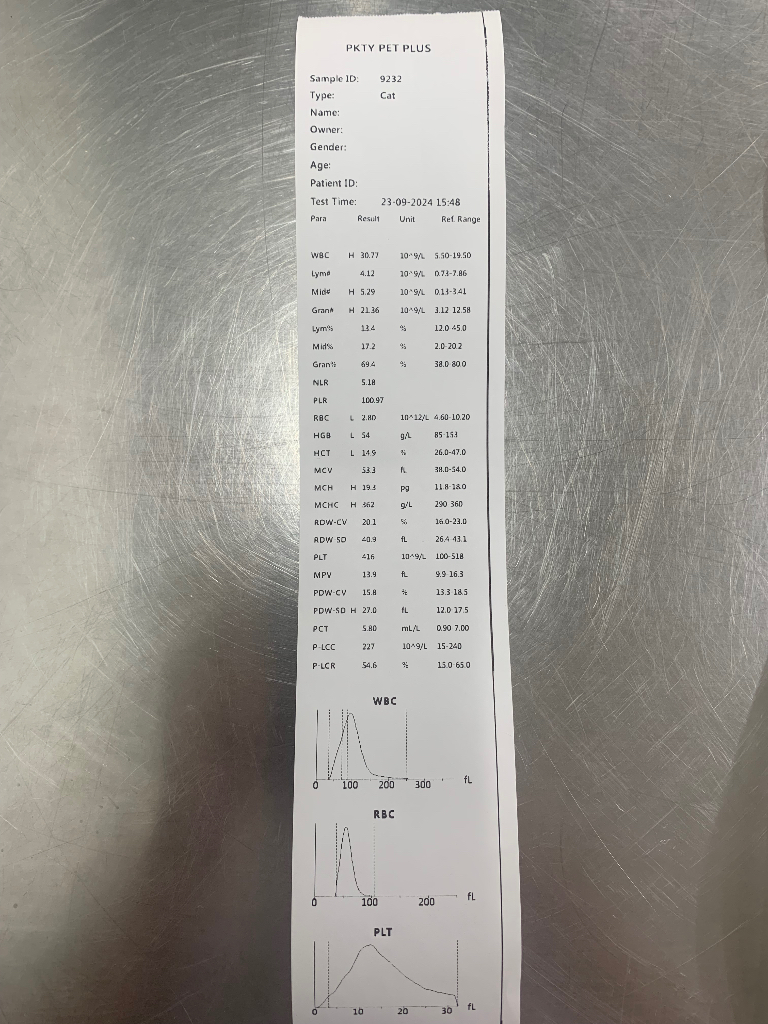 PKTY PET PLUS
Sample ID: 9232
Type: Cat
Name:
Owner:
Gender:
Age:
Patient ID:
Test Time: 23-09-2024 15:48
Para Result Unit Ref. Range
WBC H 30.77 10^9/L 5.50-19.50
Lym# 4.12 10^9/L 0.73-7.86
Mid# H 5.29 10^9/L 0.13-3.41
Gran# H 21.36 10^9/L 3.12-12.58
Lym% 13.4 % 12.0-45.0
Mid% 17.2 % 2.0-20.2
Gran% 69.4 % 38.0-80.0
NLR 5.18
PLR 100.97
RBC L 2.80 10^12/L 4.60-10.20
HGB L 54 g/L 85-153
HCT L 14.9 % 26.0-47.0
MCV 53.3 fL 38.0-54.0
MCH H 19.3 pg 11.8-18.0
MCHC H 362 g/L 290-360
RDW-CV 20.1 % 16.0-23.0
RDW-SD 40.9 fL 26.4-43.1
PLT 416 10^9/L 100-518
MPV 13.9 fL 9.9-16.3
PDW-CV 15.8 % 13.3-18.5
PDW-SD H 27.0 fL 12.0-17.5
PCT 5.80 mL/L 0.90-7.00
P-LCC 227 10^9/L 15-240
P-LCR 54.6 % 15.0-65.0
WBC
0 100 200 300 fL
RBC
0 100 200 fL
PLT
0 10 20 30 fL